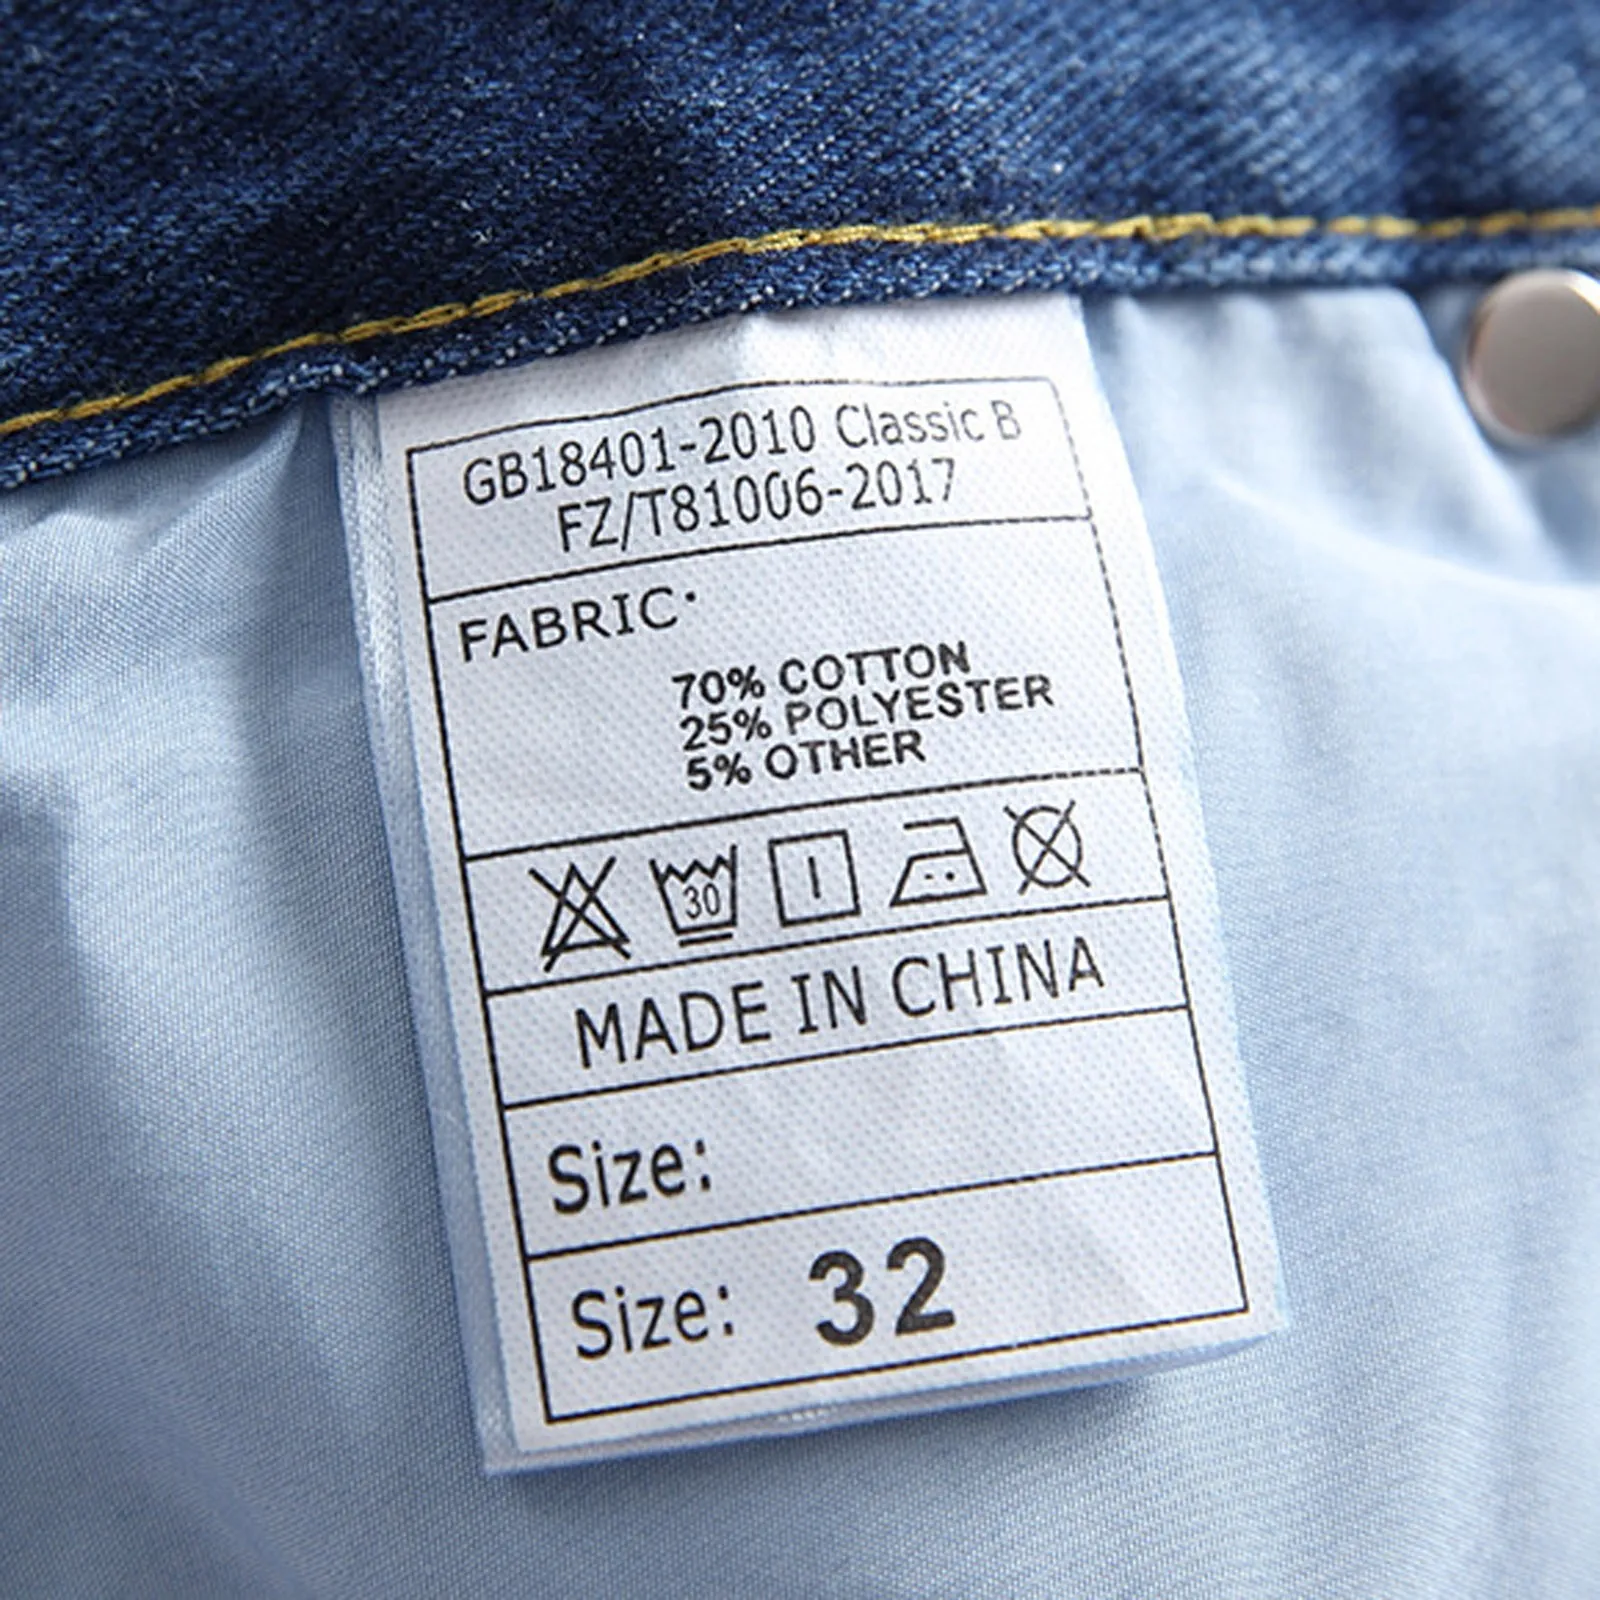 GB18401-2010 Classic B
FZ/T81006-2017
FABRIC·
70% COTTON
25% POLYESTER
5% OTHER
30
MADE IN CHINA
Size:
Size: 32